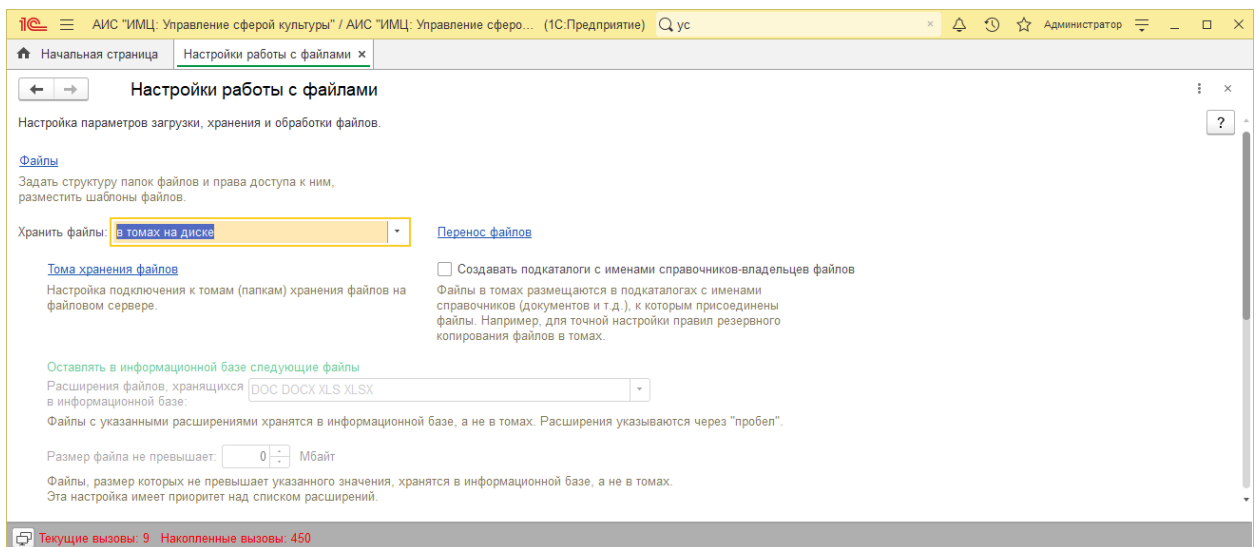 1С АИС "ИМЦ: Управление сферой культуры" / АИС "ИМЦ: Управление сферо... (1С:Предприятие) ус Администратор
Начальная страница Настройки работы с файлами
Настройки работы с файлами
Настройка параметров загрузки, хранения и обработки файлов. ?
Файлы
Задать структуру папок файлов и права доступа к ним,
разместить шаблоны файлов.
Хранить файлы: в томах на диске Перенос файлов
Тома хранения файлов Создавать подкаталоги с именами справочников-владельцев файлов
Настройка подключения к томам (папкам) хранения файлов на
файловом сервере.
Файлы в томах размещаются в подкаталогах с именами
справочников (документов и т.д.), к которым присоединены
файлы. Например, для точной настройки правил резервного
копирования файлов в томах.
Оставлять в информационной базе следующие файлы
Расширения файлов, хранящихся
в информационной базе:
DOC DOCX XLS XLSX
Файлы с указанными расширениями хранятся в информационной базе, а не в томах. Расширения указываются через "пробел".
Размер файла не превышает: 0 Мбайт
Файлы, размер которых не превышает указанного значения, хранятся в информационной базе, а не в томах.
Эта настройка имеет приоритет над списком расширений.
Текущие вызовы: 9 Накопленные вызовы: 450